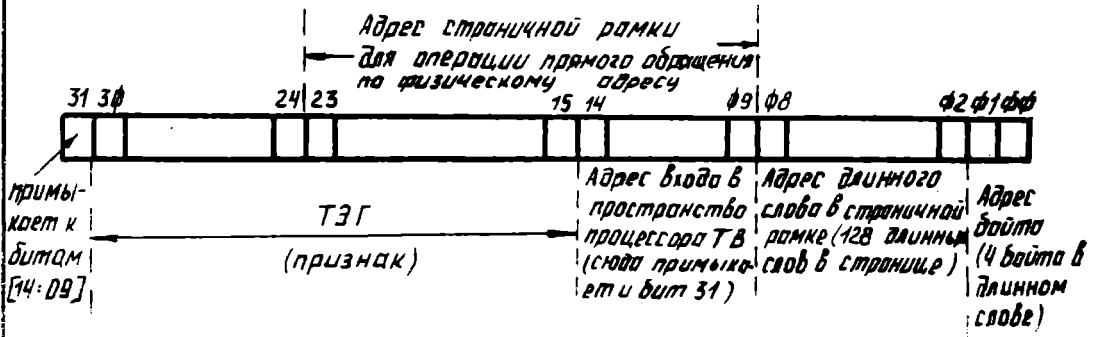 Адрес страничной рамки
для операции прямого обращения
по физическому адресу
31 3ф 24 23 15 14 ф9 ф8 ф2 ф1 фф
примы-
кает к
битам
[14:09]
ТЭГ
(признак)
Адрес входа в
пространство
процессора ТВ
(сюда примыка-
ет и бит 31)
Адрес длинного
слова в страничной
рамке (128 длинных
слов в странице)
Адрес
байта
(4 байта в
длинном
слове)